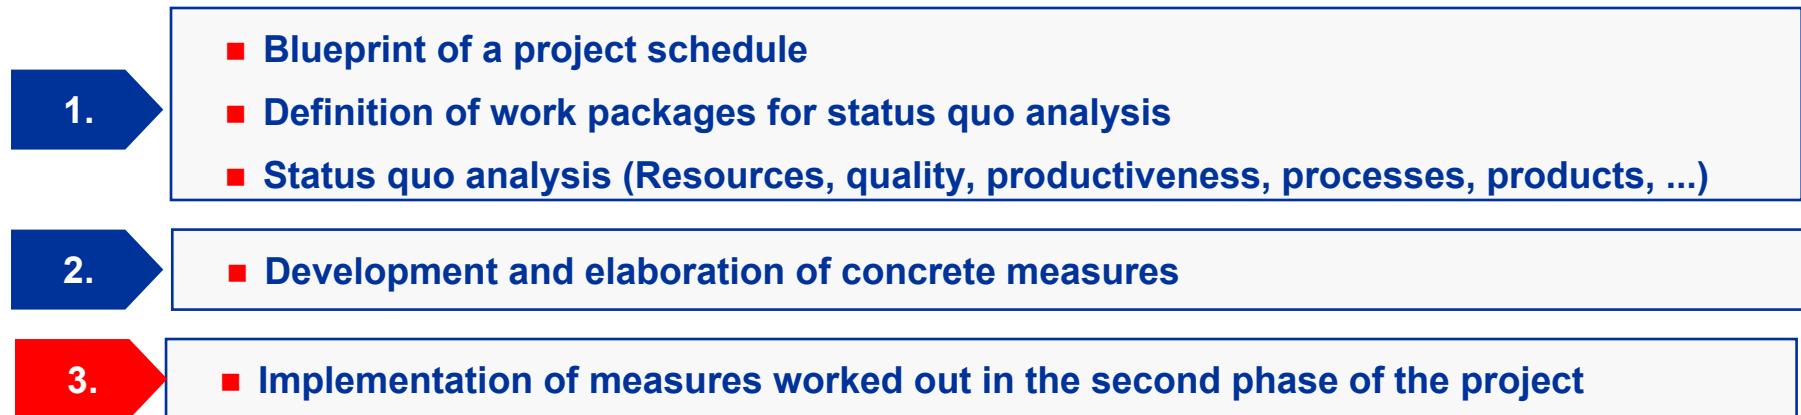 1.
Blueprint of a project schedule
Definition of work packages for status quo analysis
Status quo analysis (Resources, quality, productiveness, processes, products, ...)
2.
Development and elaboration of concrete measures
3.
Implementation of measures worked out in the second phase of the project